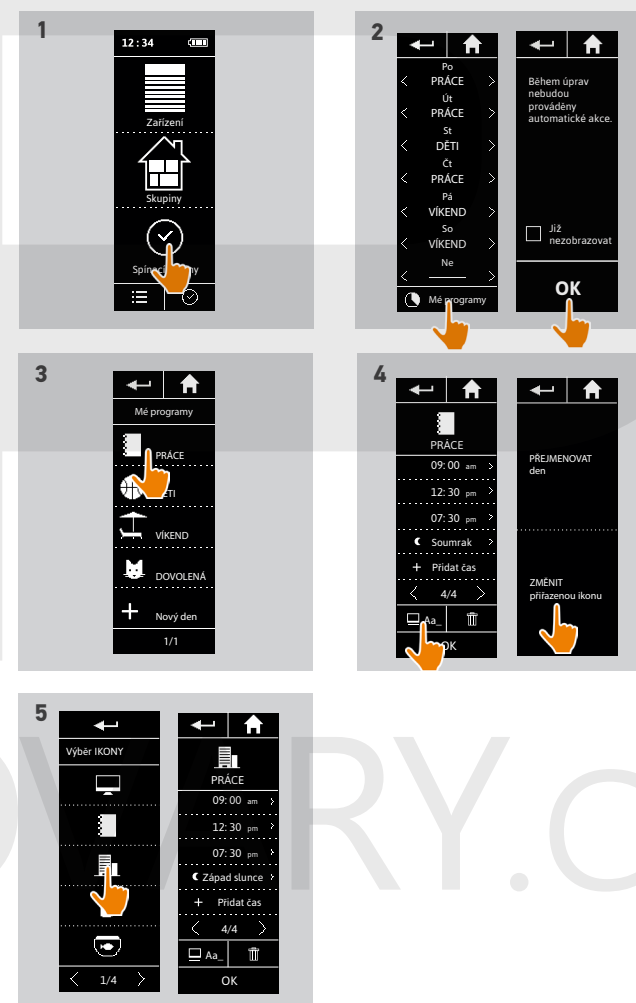 1
12:34
Zařízení
Skupiny
Spínací
2
Po
PRÁCE
Út
PRÁCE
St
DĚTI
Čt
PRÁCE
Pá
VÍKEND
So
VÍKEND
Ne
Mé programy
Během úprav
nebudou
prováděny
automatické akce.
Již
nezobrazovat
OK
3
Mé programy
PRÁCE
VÍKEND
DOVOLENÁ
+ Nový den
1/1
4
PRÁCE
09:00 am >
12:30 pm >
07:30 pm >
Soumrak >
+ Přidat čas
< 4/4 >
Aa_
OK
PŘEJMENOVAT
den
ZMĚNIT
přiřazenou ikonu
5
Výběr IKONY
< 1/4 >
PRÁCE
09:00 am >
12:30 pm >
07:30 pm >
Západ slunce >
+ Přidat čas
< 4/4 >
Aa_
OK